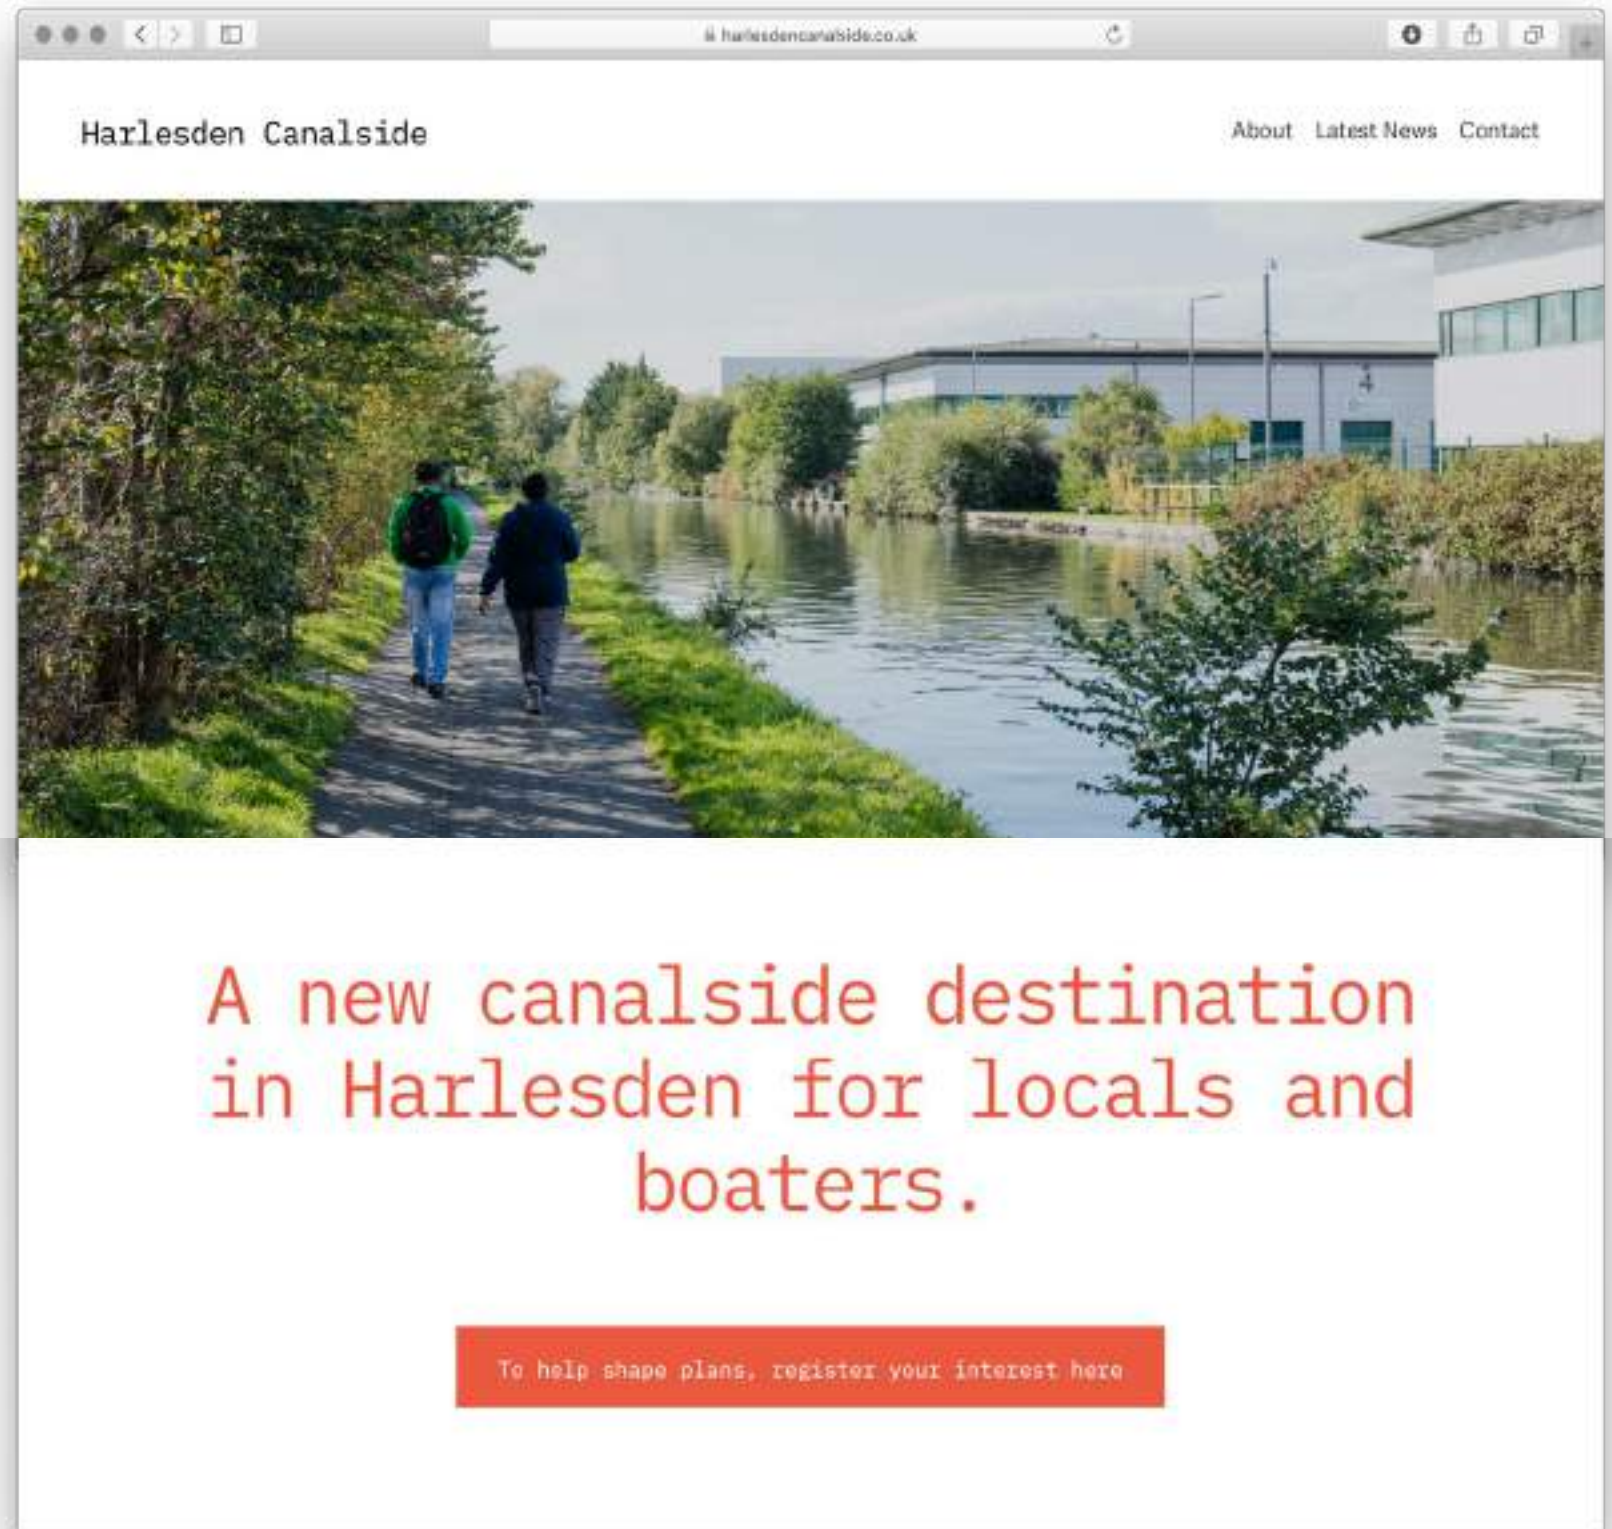 harlesdencanalside.co.uk
Harlesden Canalside
About Latest News Contact
4
A new canalside destination
in Harlesden for locals and
boaters.
To help shape plans, register your interest here